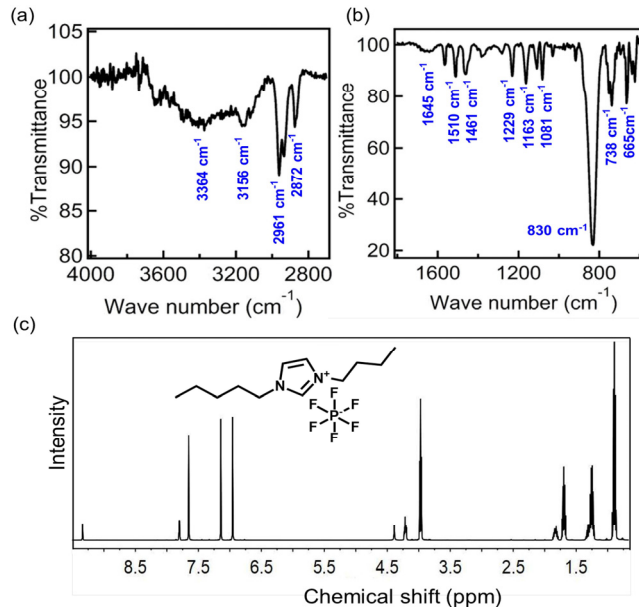 (a)
%Transmittance
100
95
90
85
80
4000
3600
3200
2800
Wave number (cm⁻¹)
3364 cm⁻¹
3156 cm⁻¹
2961 cm⁻¹
2872 cm⁻¹
(b)
%Transmittance
100
80
60
40
20
1600
1200
800
Wave number (cm⁻¹)
1645 cm⁻¹
1510 cm⁻¹
1461 cm⁻¹
1229 cm⁻¹
1163 cm⁻¹
1081 cm⁻¹
830 cm⁻¹
738 cm⁻¹
665cm⁻¹
(c)
Intensity
N
N⁺
F
F
F
P⁻
F
F
F
8.5
7.5
6.5
5.5
4.5
3.5
2.5
1.5
Chemical shift (ppm)